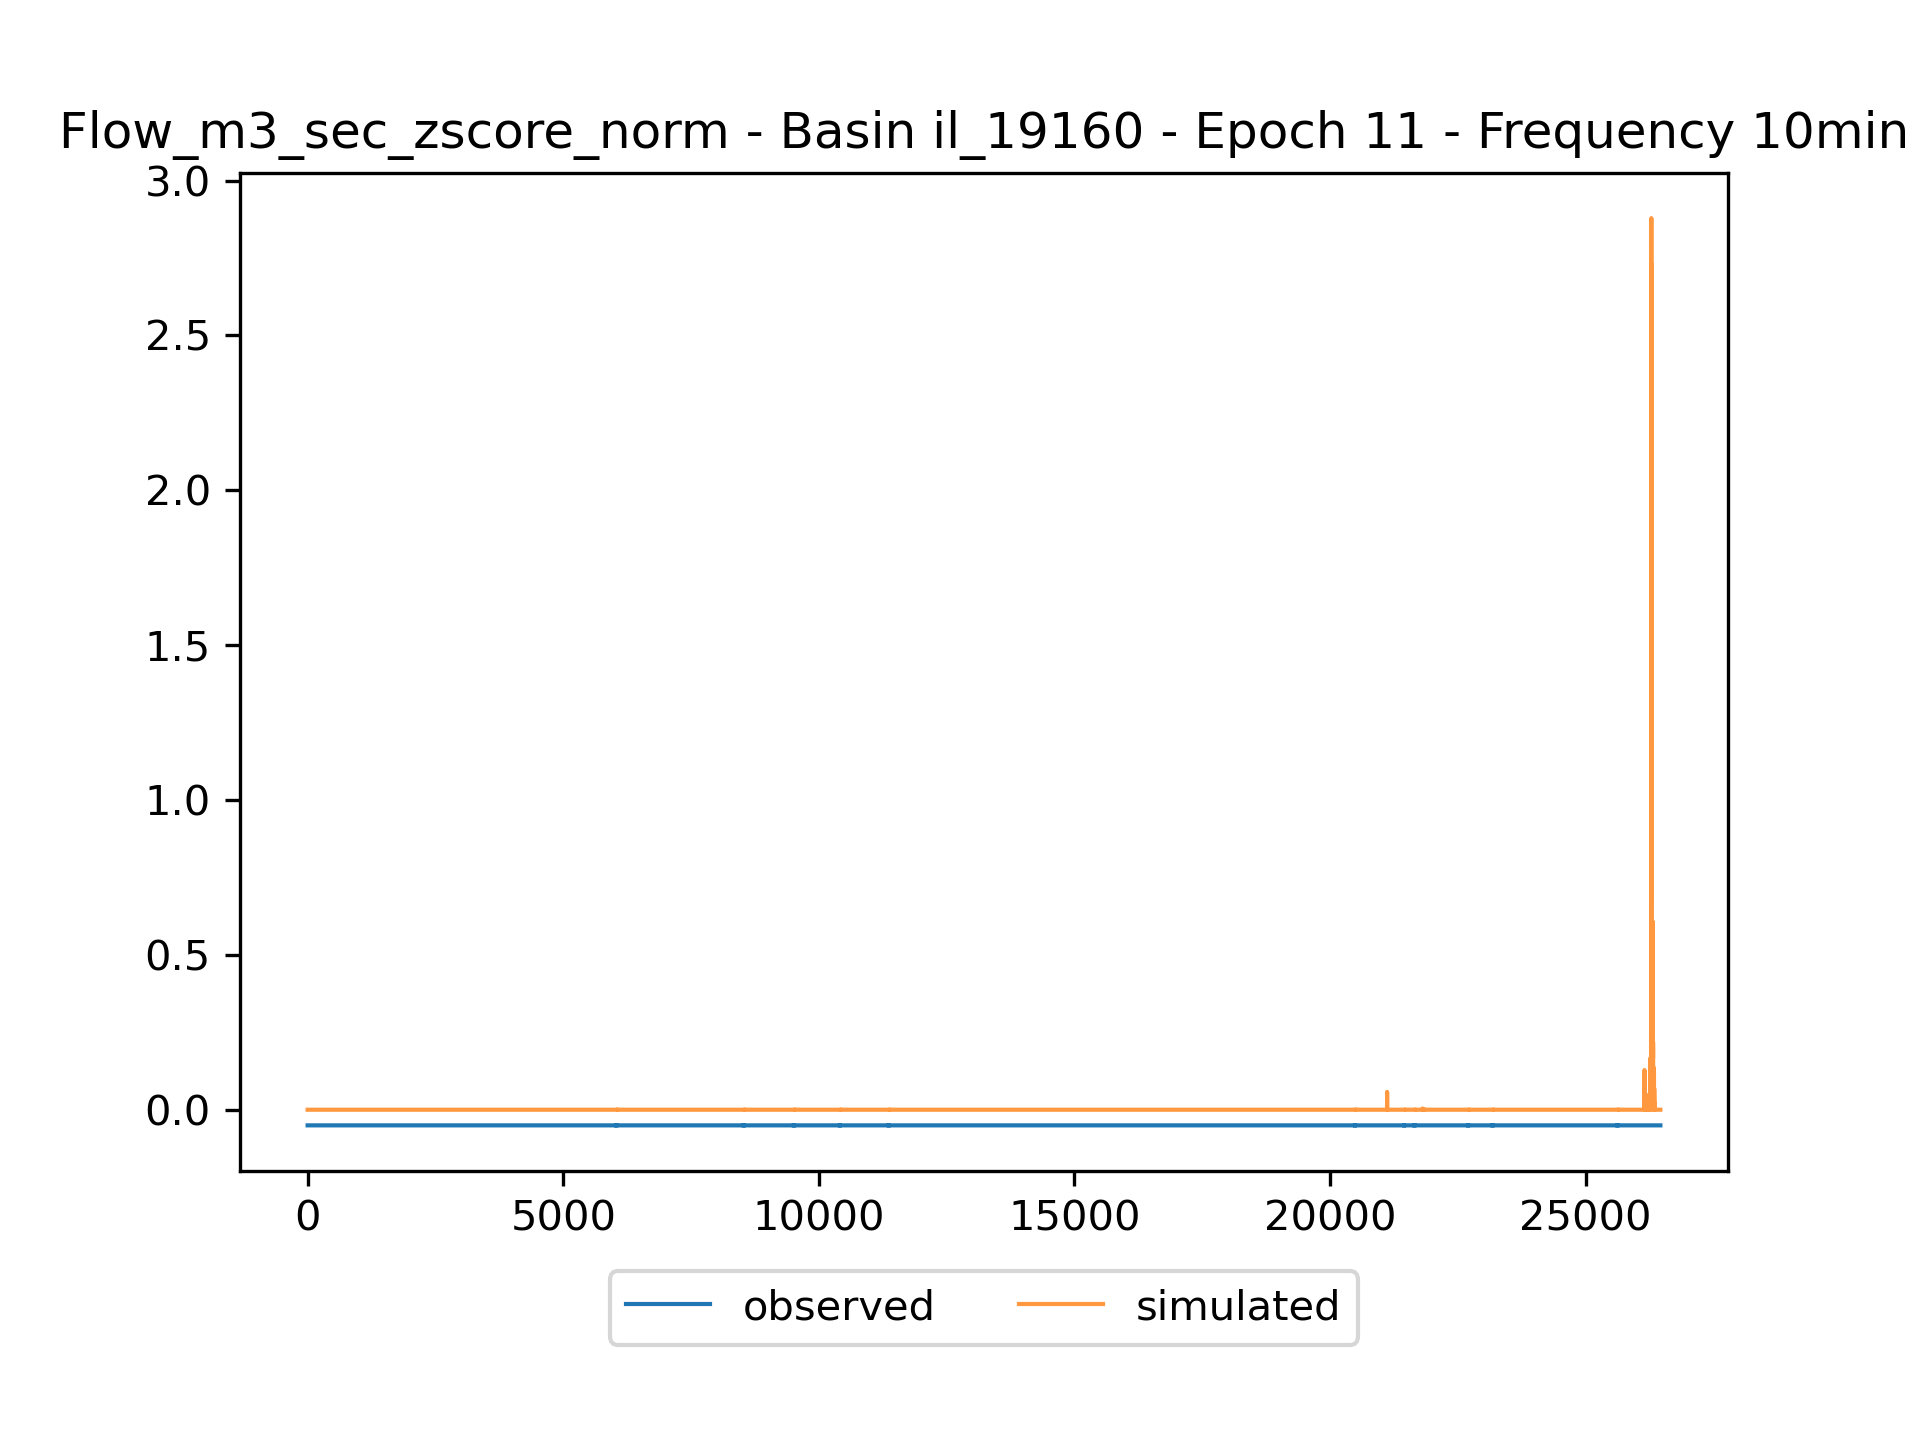 Flow_m3_sec_zscore_norm - Basin il_19160 - Epoch 11 - Frequency 10min
3.0
2.5
2.0
1.5
1.0
0.5
0.0
0 5000 10000 15000 20000 25000
observed simulated